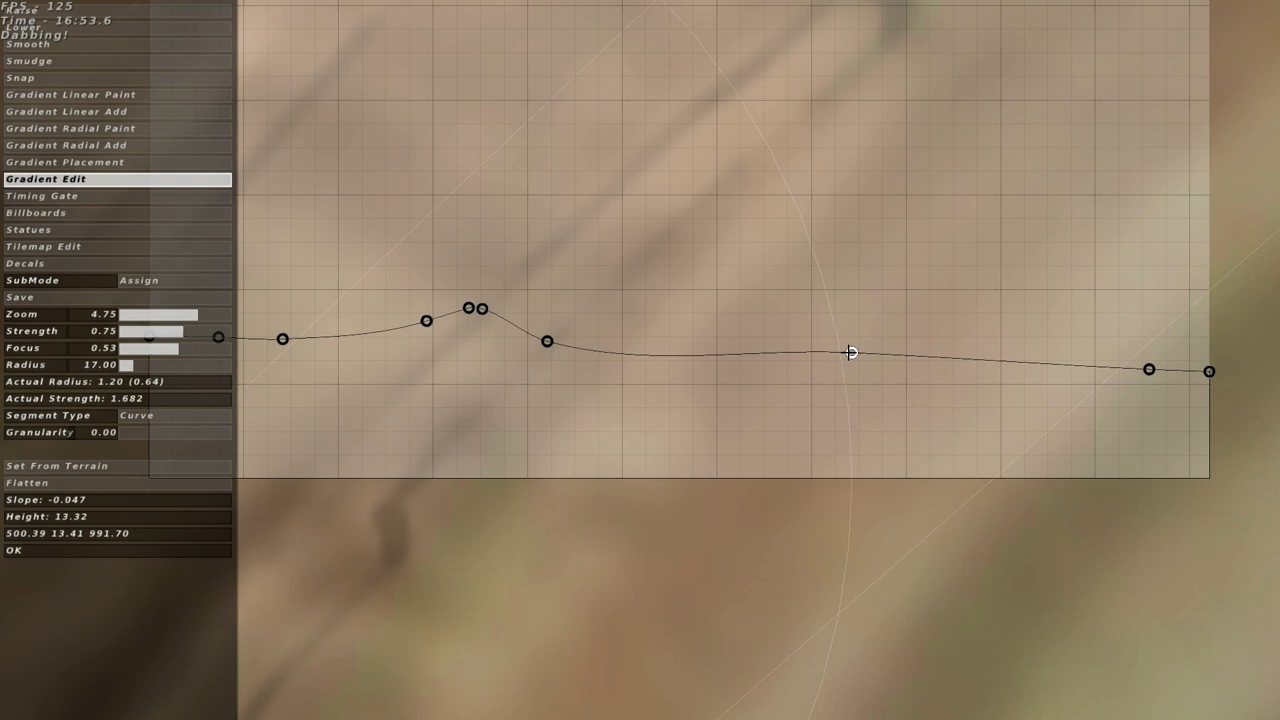 FPS - 125
Raise
Time - 16:53.6
Lower
Dabbing!
Smooth
Smudge
Snap
Gradient Linear Paint
Gradient Linear Add
Gradient Radial Paint
Gradient Radial Add
Gradient Placement
Gradient Edit
Timing Gate
Billboards
Statues
Tilemap Edit
Decals
SubMode Assign
Save
Zoom 4.75
Strength 0.75
Focus 0.53
Radius 17.00
Actual Radius: 1.20 (0.64)
Actual Strength: 1.682
Segment Type Curve
Granularity 0.00
Set From Terrain
Flatten
Slope: -0.047
Height: 13.32
500.39 13.41 991.70
OK